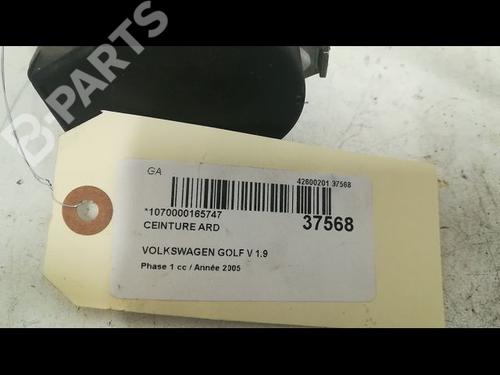 B-PARTS
GA
42600201 37568
*1070000165747
37568
CEINTURE ARD
VOLKSWAGEN GOLF V 1.9
Phase 1 cc / Année 2005